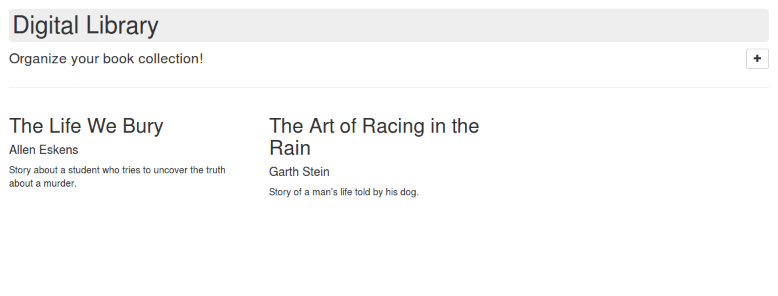 Digital Library
Organize your book collection!
The Life We Bury
Allen Eskens
Story about a student who tries to uncover the truth
about a murder.
The Art of Racing in the
Rain
Garth Stein
Story of a man's life told by his dog.